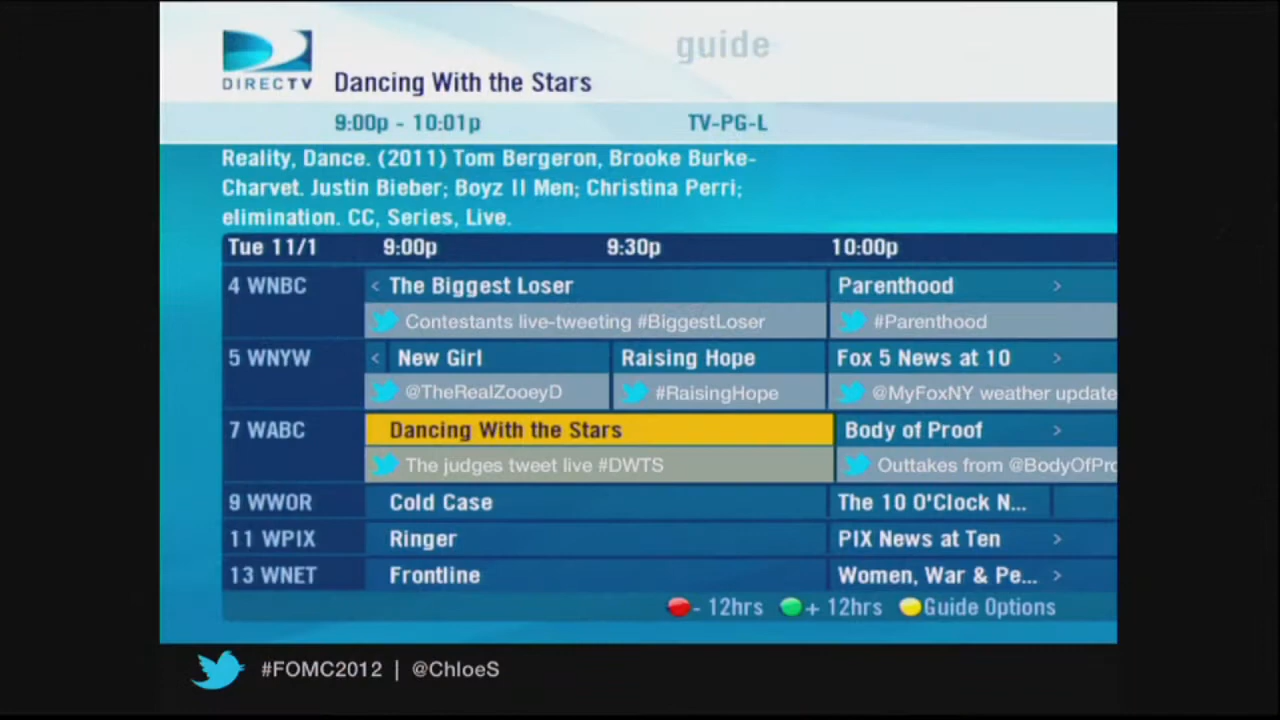 guide
DIRECTV
Dancing With the Stars
9:00p - 10:01p TV-PG-L
Reality, Dance. (2011) Tom Bergeron, Brooke Burke-
Charvet. Justin Bieber; Boyz II Men; Christina Perri;
elimination. CC, Series, Live.
Tue 11/1 9:00p 9:30p 10:00p
4 WNBC < The Biggest Loser Parenthood >
Contestants live-tweeting #BiggestLoser #Parenthood
5 WNYW < New Girl Raising Hope Fox 5 News at 10 >
@TheRealZooeyD #RaisingHope @MyFoxNY weather update
7 WABC Dancing With the Stars Body of Proof >
The judges tweet live #DWTS Outtakes from @BodyOfPro
9 WWOR Cold Case The 10 O'Clock N...
11 WPIX Ringer PIX News at Ten >
13 WNET Frontline Women, War & Pe... >
- 12hrs + 12hrs Guide Options
#FOMC2012 | @ChloeS